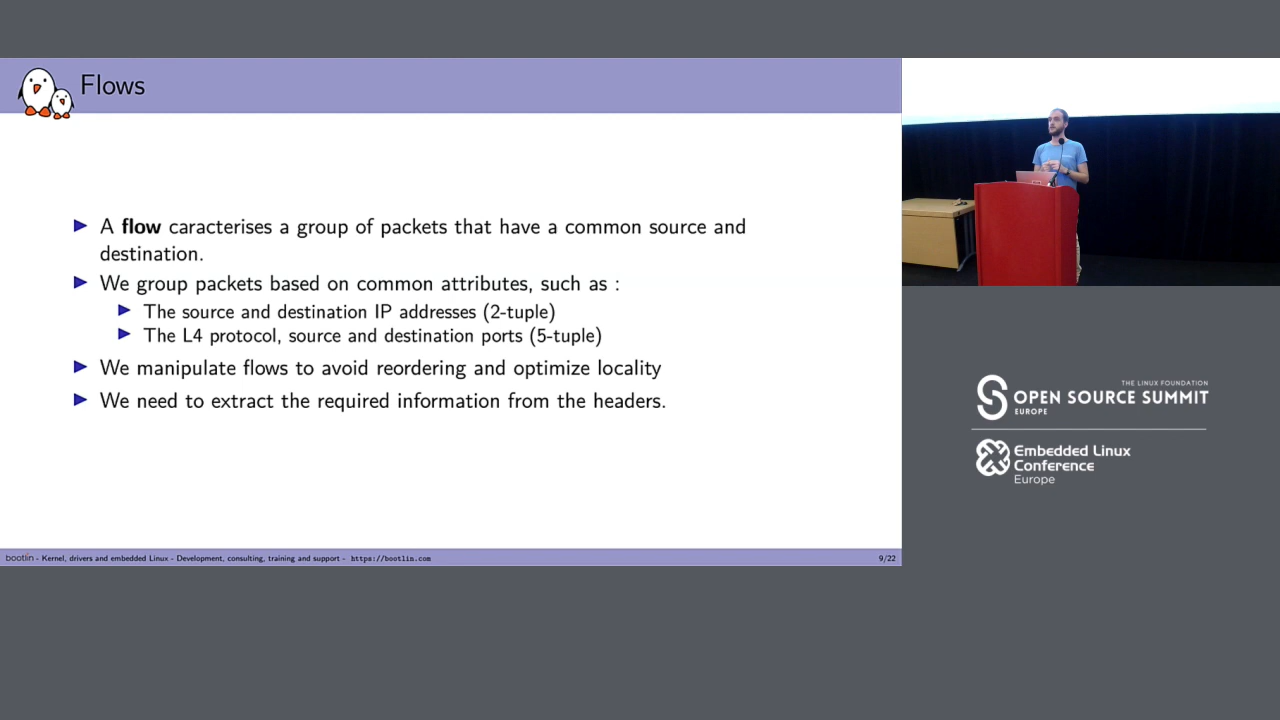 Flows
A flow caracterises a group of packets that have a common source and
destination.
We group packets based on common attributes, such as :
The source and destination IP addresses (2-tuple)
The L4 protocol, source and destination ports (5-tuple)
We manipulate flows to avoid reordering and optimize locality
We need to extract the required information from the headers.
bootlin - Kernel, drivers and embedded Linux - Development, consulting, training and support - https://bootlin.com
9/22
THE LINUX FOUNDATION
OPEN SOURCE SUMMIT
EUROPE
Embedded Linux
Conference
Europe